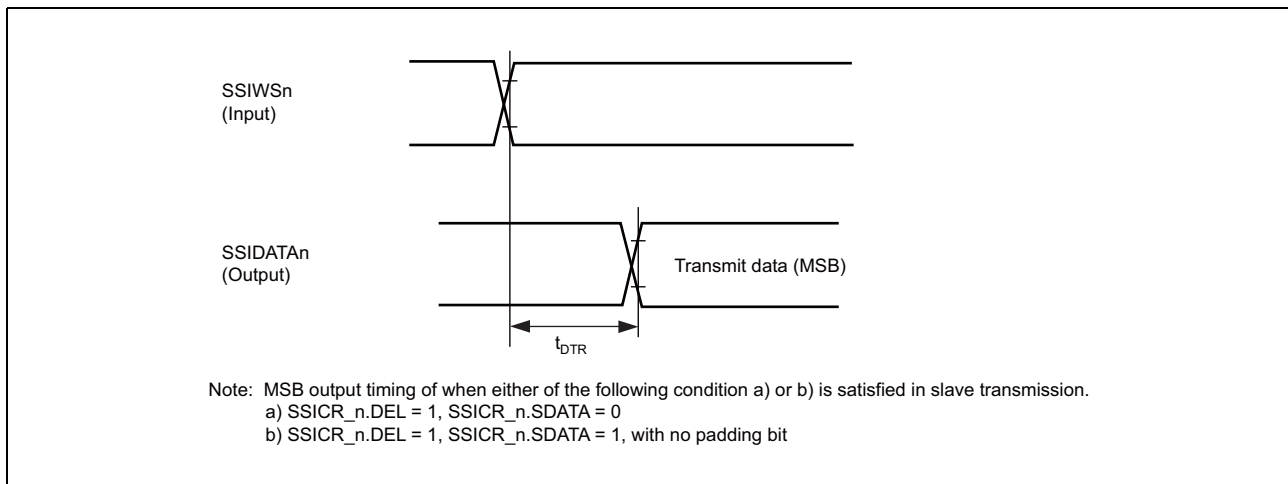 SSIWSn
(Input)
SSIDATAn
(Output)
Transmit data (MSB)
tDTR
Note: MSB output timing of when either of the following condition a) or b) is satisfied in slave transmission.
a) SSICR_n.DEL = 1, SSICR_n.SDATA = 0
b) SSICR_n.DEL = 1, SSICR_n.SDATA = 1, with no padding bit